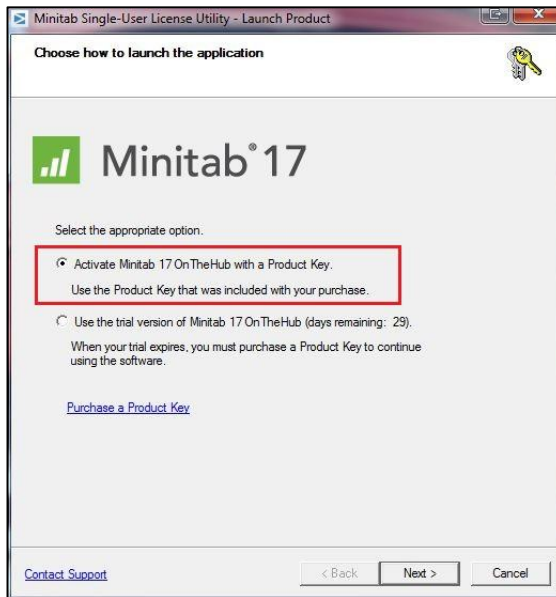 Minitab Single-User License Utility - Launch Product
Choose how to launch the application
Minitab® 17
Select the appropriate option.
Activate Minitab 17 OnTheHub with a Product Key.
Use the Product Key that was included with your purchase.
Use the trial version of Minitab 17 OnTheHub (days remaining: 29).
When your trial expires, you must purchase a Product Key to continue
using the software.
Purchase a Product Key
Contact Support
< Back
Next >
Cancel